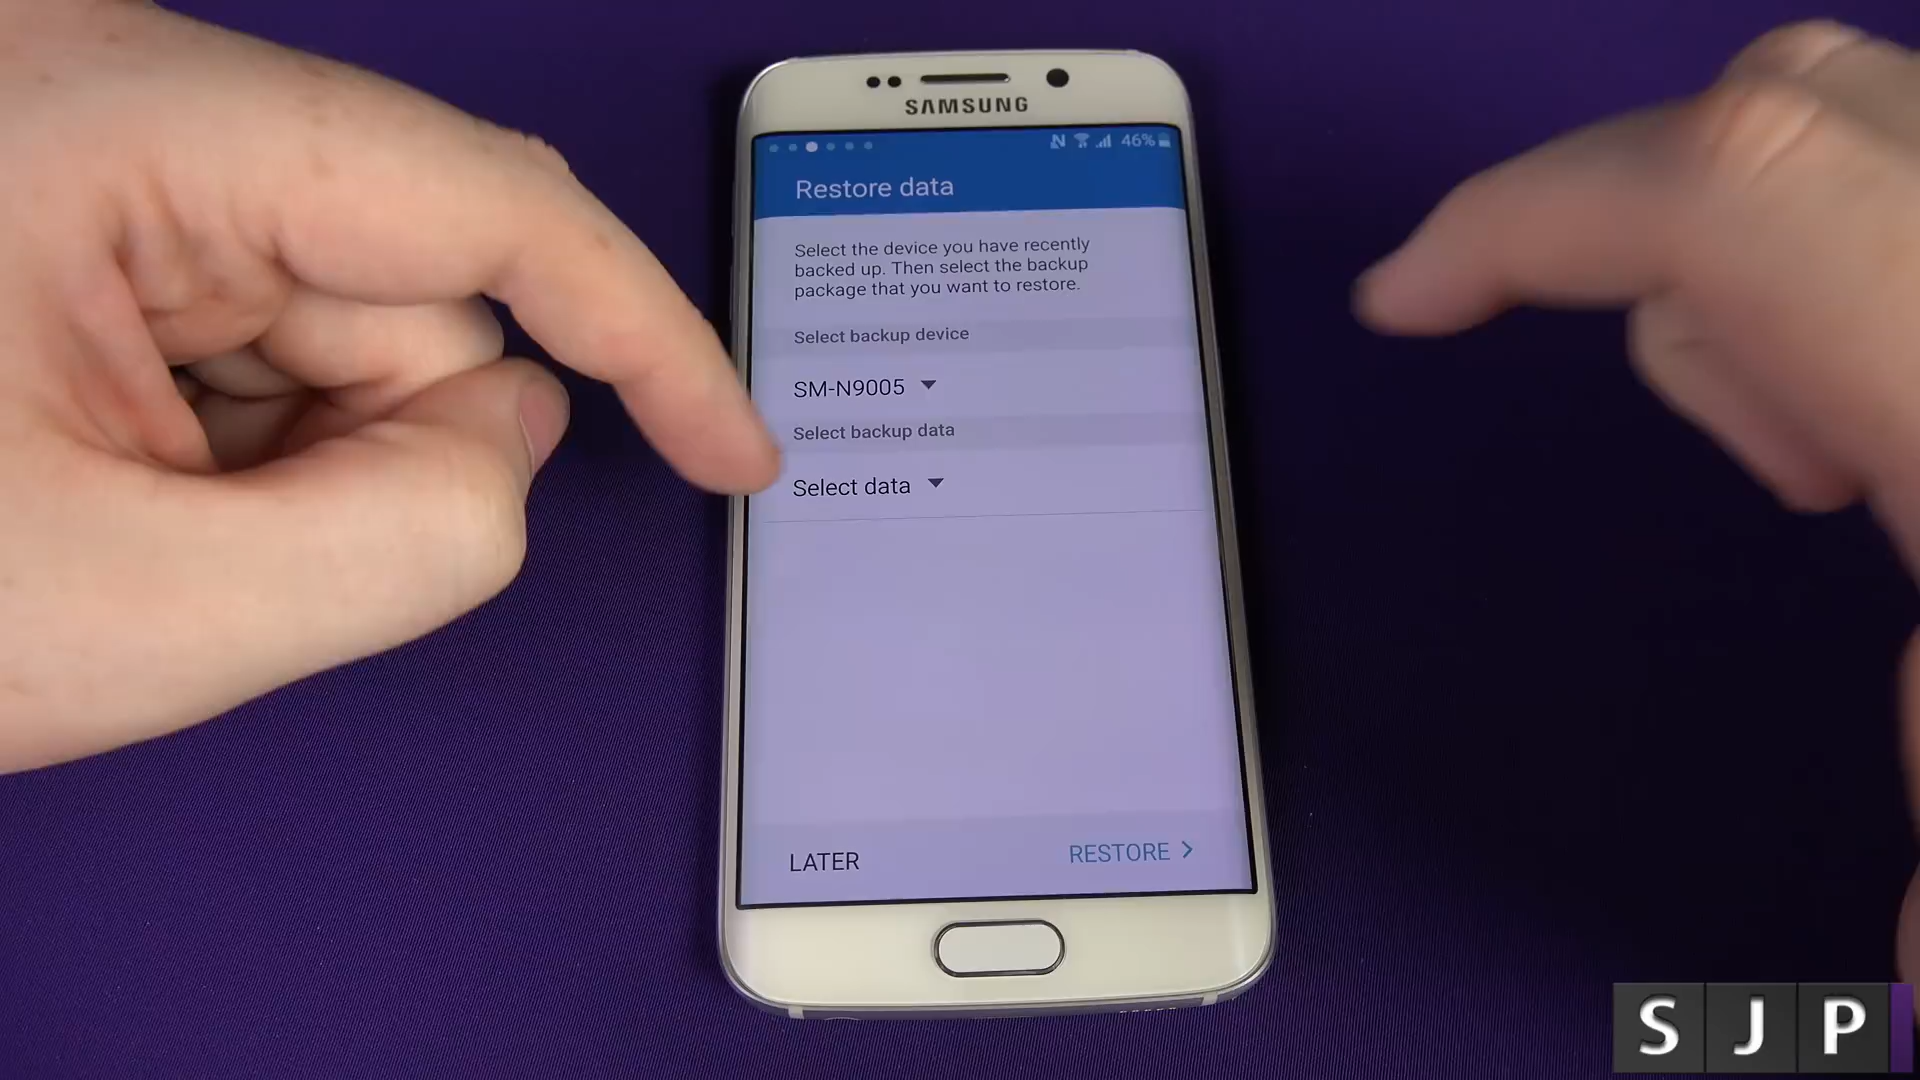 SAMSUNG
46%
Restore data
Select the device you have recently
backed up. Then select the backup
package that you want to restore.
Select backup device
SM-N9005
Select backup data
Select data
LATER
RESTORE
SJP